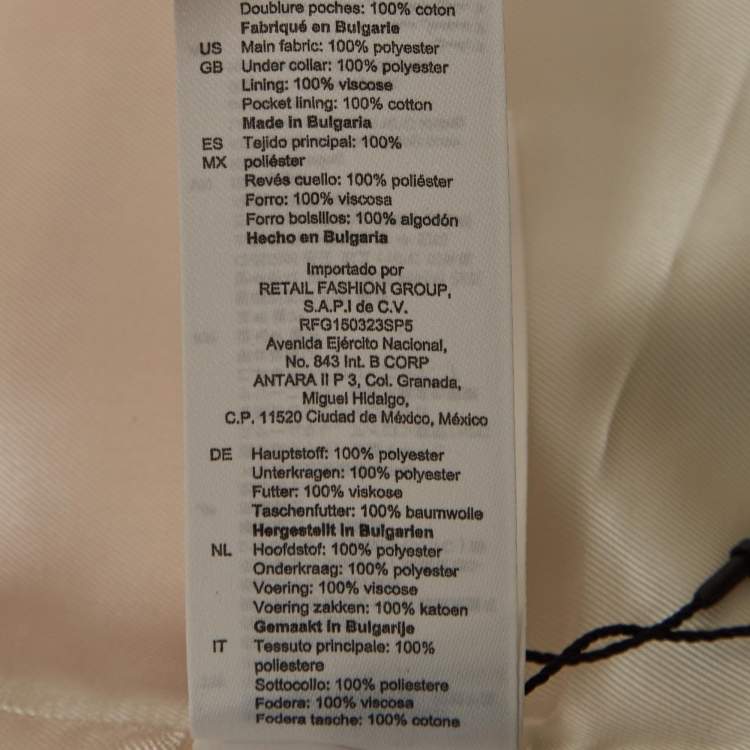 Doublure poches: 100% coton
Fabriqué en Bulgarie
US Main fabric: 100% polyester
GB Under collar: 100% polyester
Lining: 100% viscose
Pocket lining: 100% cotton
Made in Bulgaria
ES Tejido principal: 100%
MX poliéster
Revés cuello: 100% poliéster
Forro: 100% viscosa
Forro bolsillos: 100% algodón
Hecho en Bulgaria
Importado por
RETAIL FASHION GROUP,
S.A.P.I de C.V.
RFG150323SP5
Avenida Ejército Nacional,
No. 843 Int. B CORP
ANTARA II P 3, Col. Granada,
Miguel Hidalgo,
C.P. 11520 Ciudad de México, México
DE Hauptstoff: 100% polyester
Unterkragen: 100% polyester
Futter: 100% viskose
Taschenfutter: 100% baumwolle
Hergestellt in Bulgarien
NL Hoofdstof: 100% polyester
Onderkraag: 100% polyester
Voering: 100% viscose
Voering zakken: 100% katoen
Gemaakt in Bulgarije
IT Tessuto principale: 100%
poliestere
Sottocollo: 100% poliestere
Fodera: 100% viscosa
Fodera tasche: 100% cotone